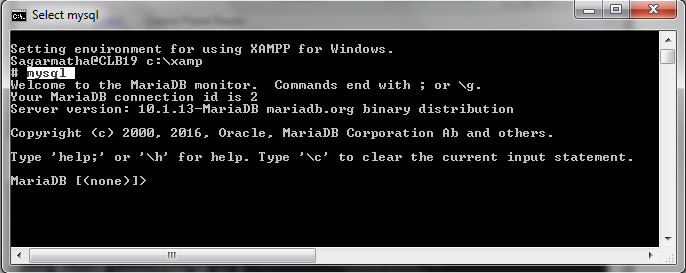 Select mysql
Setting environment for using XAMPP for Windows.
Sagarmatha@CLB19 c:\xamp
# mysql
Welcome to the MariaDB monitor.  Commands end with ; or \g.
Your MariaDB connection id is 2
Server version: 10.1.13-MariaDB mariadb.org binary distribution
Copyright (c) 2000, 2016, Oracle, MariaDB Corporation Ab and others.
Type 'help;' or '\h' for help. Type '\c' to clear the current input statement.
MariaDB [(none)]>